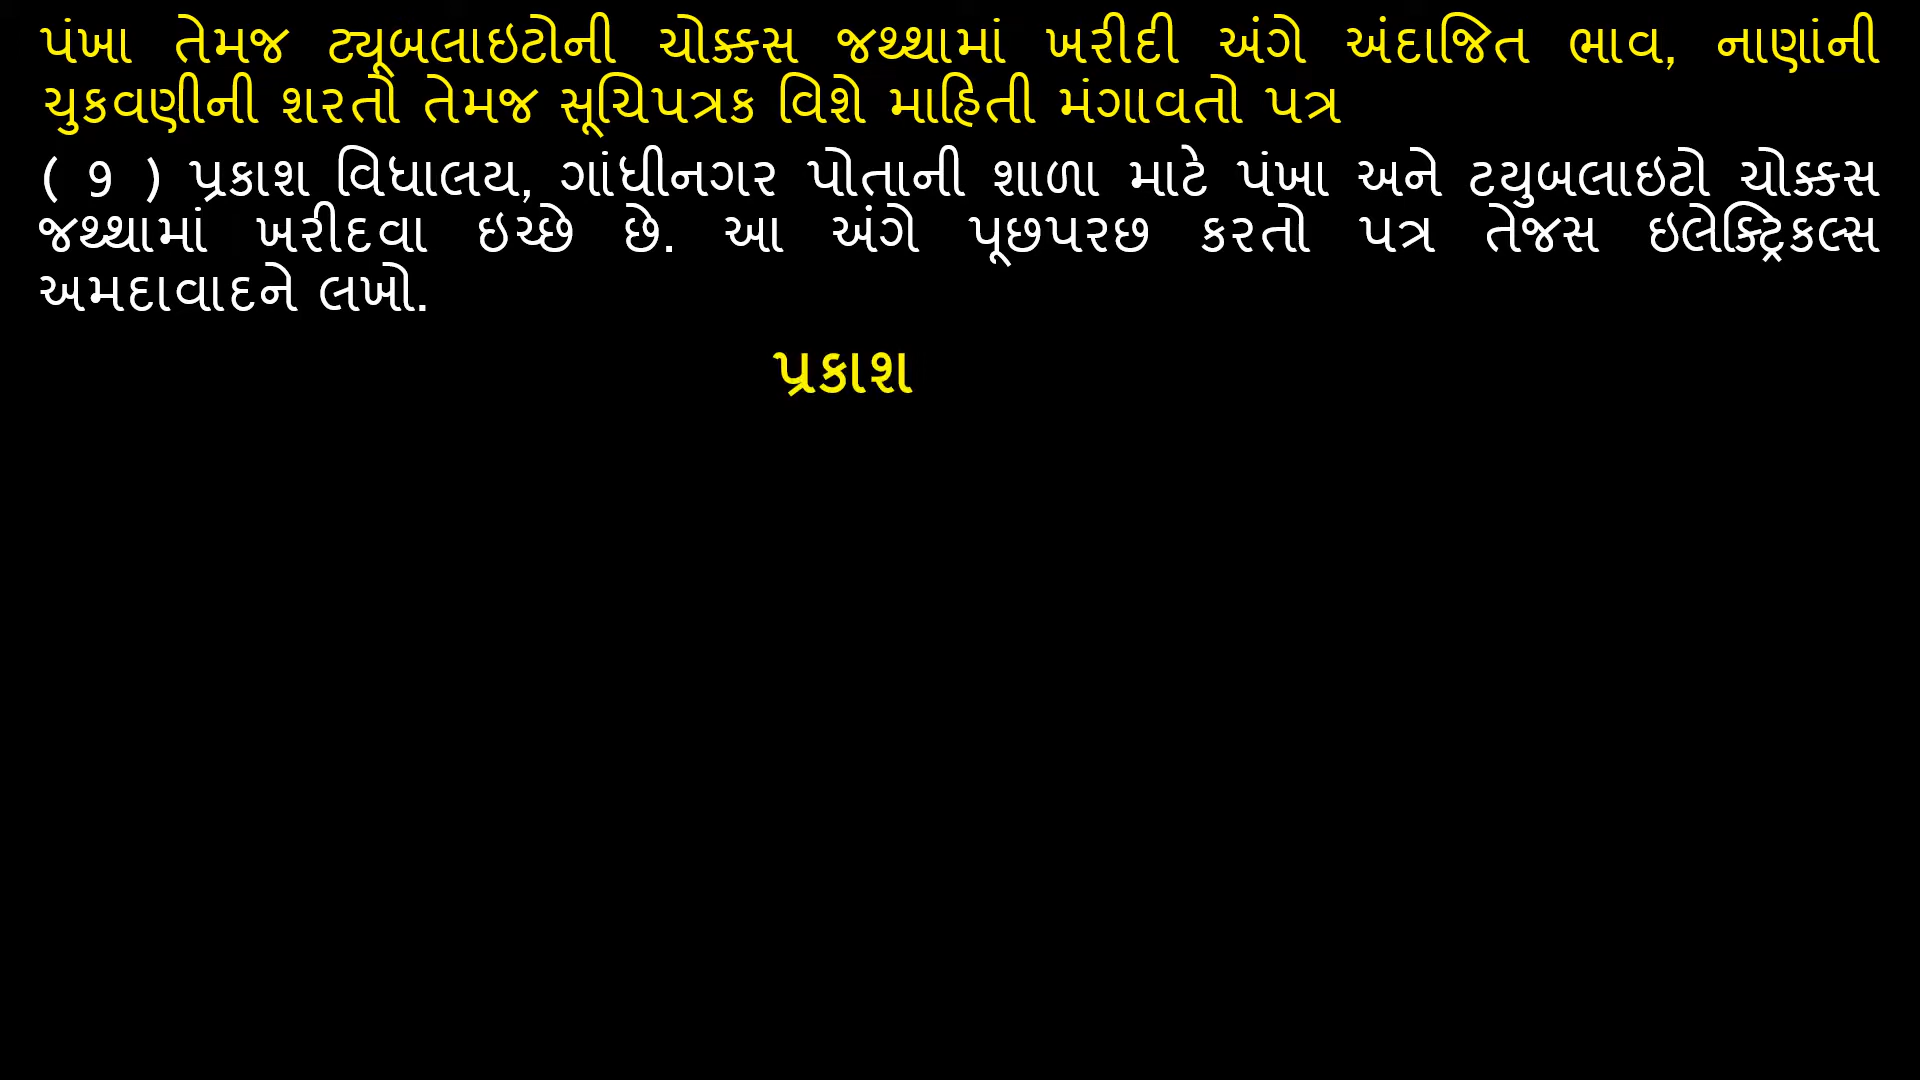 પંખા તેમજ ટ્યૂબલાઇટોની ચોક્કસ જથ્થામાં ખરીદી અંગે અંદાજિત ભાવ, નાણાંની
ચુકવણીની શરતો તેમજ સૂચિપત્રક વિશે માહિતી મંગાવતો પત્ર
( 9 ) પ્રકાશ વિધાલય, ગાંધીનગર પોતાની શાળા માટે પંખા અને ટયુબલાઇટો ચોક્કસ
જથ્થામાં ખરીદવા ઇચ્છે છે. આ અંગે પૂછપરછ કરતો પત્ર તેજસ ઇલેક્ટ્રિકલ્સ
અમદાવાદને લખો.
પ્રકાશ